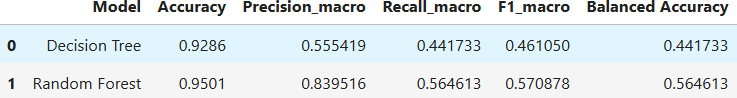 Model Accuracy Precision_macro Recall_macro F1_macro Balanced Accuracy
0 Decision Tree 0.9286 0.555419 0.441733 0.461050 0.441733
1 Random Forest 0.9501 0.839516 0.564613 0.570878 0.564613